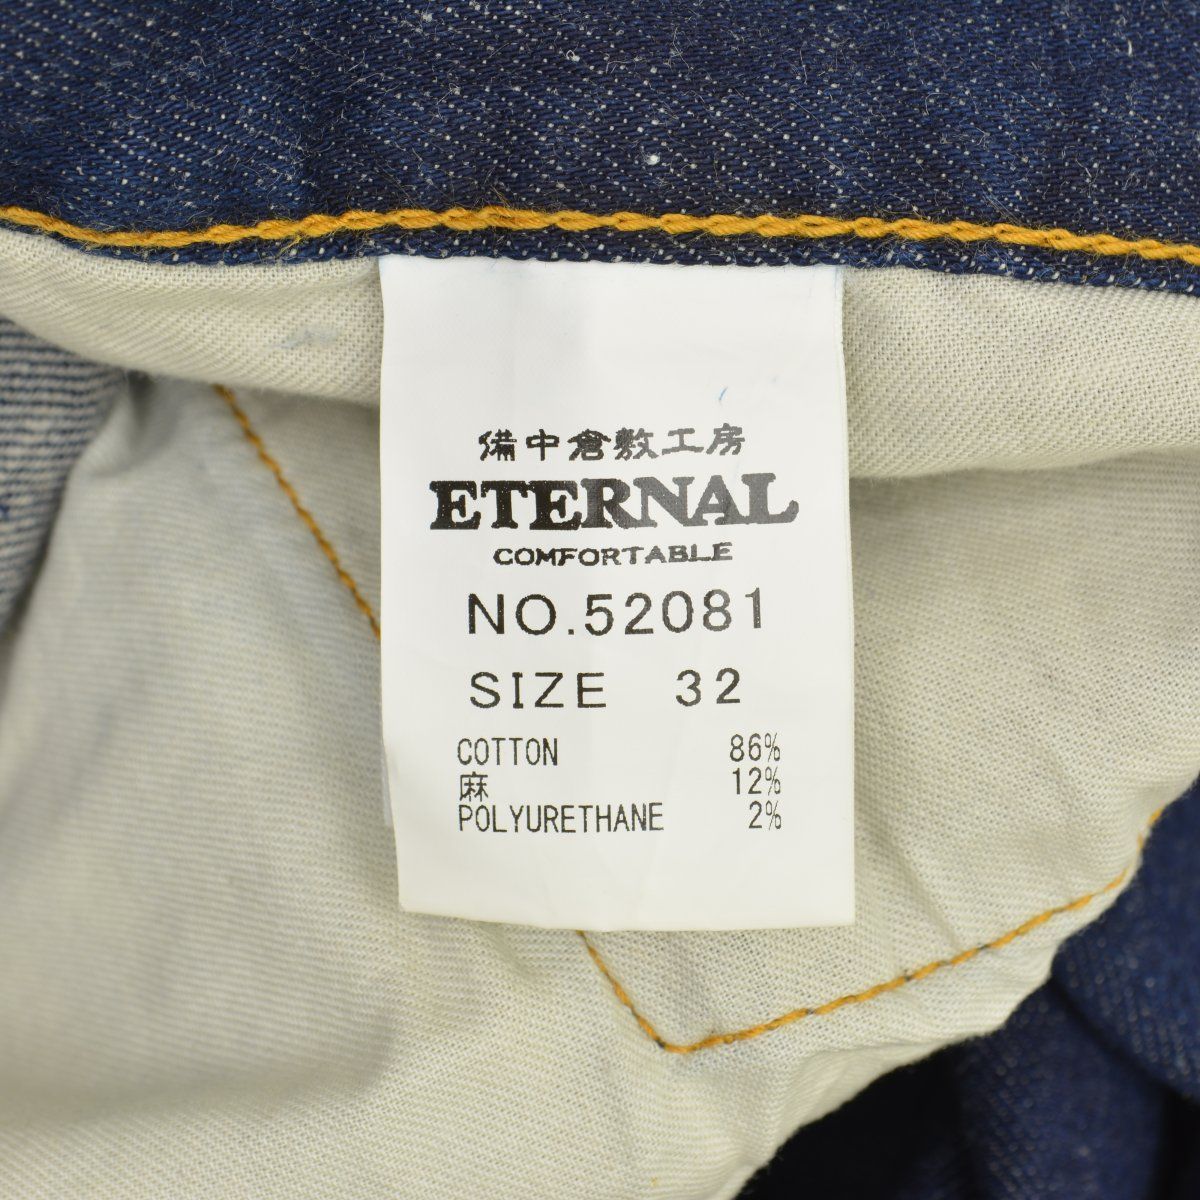 備中倉敷工房
ETERNAL
COMFORTABLE
NO.52081
SIZE 32
COTTON 86%
麻 12%
POLYURETHANE 2%